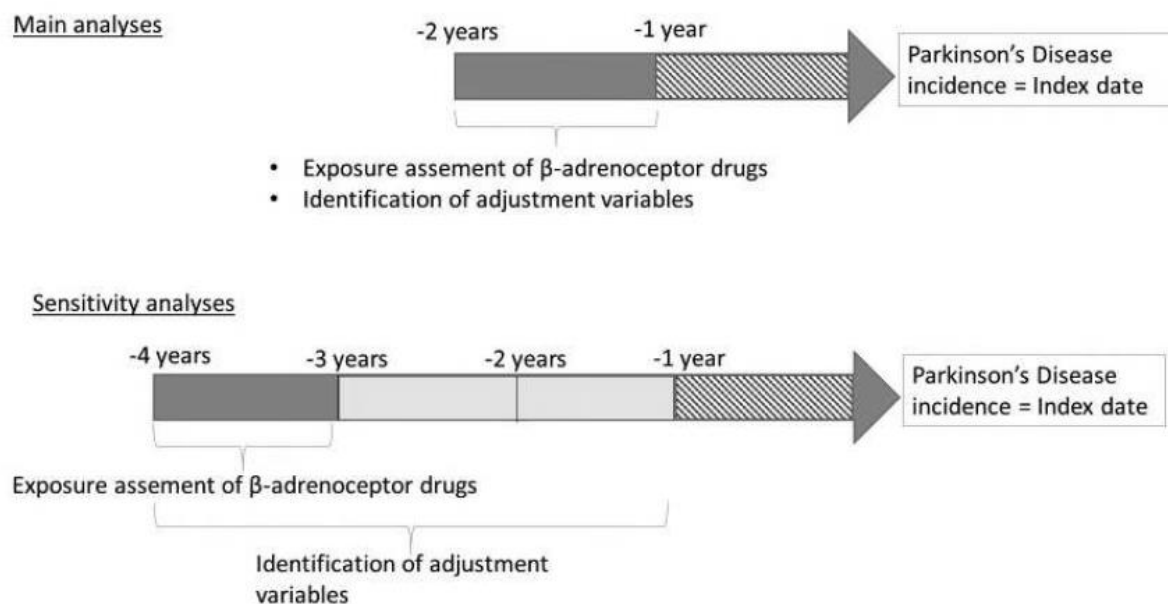 Main analyses
-2 years
-1 year
Parkinson's Disease
incidence = Index date
• Exposure assement of β-adrenoceptor drugs
• Identification of adjustment variables
Sensitivity analyses
-4 years
-3 years
-2 years
-1 year
Parkinson's Disease
incidence = Index date
Exposure assement of β-adrenoceptor drugs
Identification of adjustment
variables